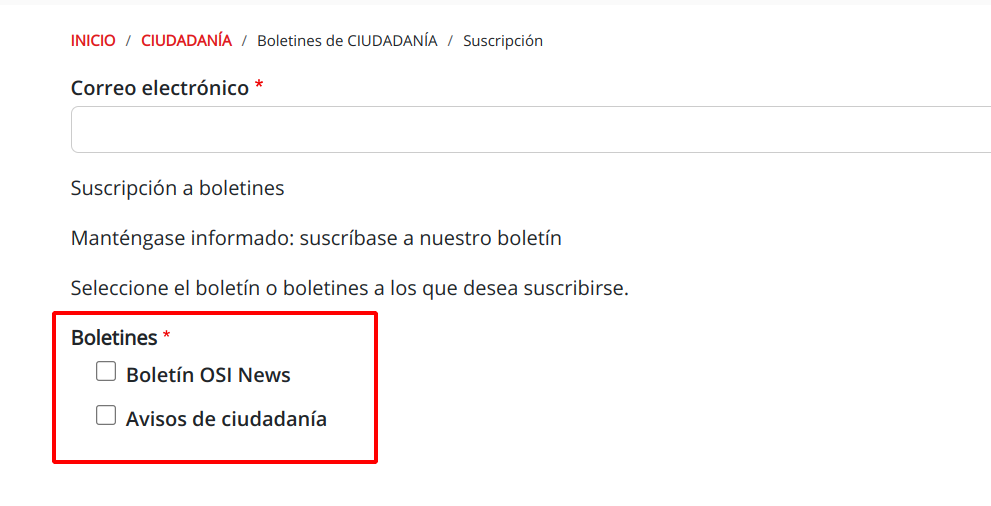 INICIO / CIUDADANÍA / Boletines de CIUDADANÍA / Suscripción
Correo electrónico *
Suscripción a boletines
Manténgase informado: suscríbase a nuestro boletín
Seleccione el boletín o boletines a los que desea suscribirse.
Boletines *
Boletín OSI News
Avisos de ciudadanía